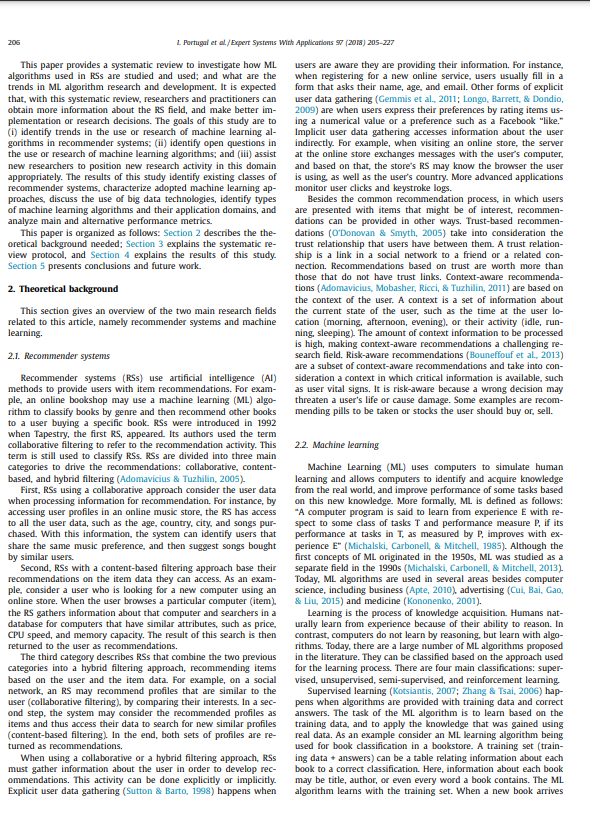 206
I. Portugal et al. / Expert Systems With Applications 97 (2018) 205–227
This paper provides a systematic review to investigate how ML
algorithms used in RSs are studied and used; and what are the
trends in ML algorithm research and development. It is expected
that, with this systematic review, researchers and practitioners can
obtain more information about the RS field, and make better im-
plementation or research decisions. The goals of this study are to
(i) identify trends in the use or research of machine learning al-
gorithms in recommender systems; (ii) identify open questions in
the use or research of machine learning algorithms; and (iii) assist
new researchers to position new research activity in this domain
appropriately. The results of this study identify existing classes of
recommender systems, characterize adopted machine learning ap-
proaches, discuss the use of big data technologies, identify types
of machine learning algorithms and their application domains, and
analyze main and alternative performance metrics.
This paper is organized as follows: Section 2 describes the the-
oretical background needed; Section 3 explains the systematic re-
view protocol, and Section 4 explains the results of this study.
Section 5 presents conclusions and future work.
2. Theoretical background
This section gives an overview of the two main research fields
related to this article, namely recommender systems and machine
learning.
2.1. Recommender systems
Recommender systems (RSs) use artificial intelligence (AI)
methods to provide users with item recommendations. For exam-
ple, an online bookshop may use a machine learning (ML) algo-
rithm to classify books by genre and then recommend other books
to a user buying a specific book. RSs were introduced in 1992
when Tapestry, the first RS, appeared. Its authors used the term
collaborative filtering to refer to the recommendation activity. This
term is still used to classify RSs. RSs are divided into three main
categories to drive the recommendations: collaborative, content-
based, and hybrid filtering (Adomavicius & Tuzhilin, 2005).
First, RSs using a collaborative approach consider the user data
when processing information for recommendation. For instance, by
accessing user profiles in an online music store, the RS has access
to all the user data, such as the age, country, city, and songs pur-
chased. With this information, the system can identify users that
share the same music preference, and then suggest songs bought
by similar users.
Second, RSs with a content-based filtering approach base their
recommendations on the item data they can access. As an exam-
ple, consider a user who is looking for a new computer using an
online store. When the user browses a particular computer (item),
the RS gathers information about that computer and searchers in a
database for computers that have similar attributes, such as price,
CPU speed, and memory capacity. The result of this search is then
returned to the user as recommendations.
The third category describes RSs that combine the two previous
categories into a hybrid filtering approach, recommending items
based on the user and the item data. For example, on a social
network, an RS may recommend profiles that are similar to the
user (collaborative filtering), by comparing their interests. In a sec-
ond step, the system may consider the recommended profiles as
items and thus access their data to search for new similar profiles
(content-based filtering). In the end, both sets of profiles are re-
turned as recommendations.
When using a collaborative or a hybrid filtering approach, RSs
must gather information about the user in order to develop rec-
ommendations. This activity can be done explicitly or implicitly.
Explicit user data gathering (Sutton & Barto, 1998) happens when
users are aware they are providing their information. For instance,
when registering for a new online service, users usually fill in a
form that asks their name, age, and email. Other forms of explicit
user data gathering (Gemmis et al., 2011; Longo, Barrett, & Dondio,
2009) are when users express their preferences by rating items us-
ing a numerical value or a preference such as a Facebook “like.”
Implicit user data gathering accesses information about the user
indirectly. For example, when visiting an online store, the server
at the online store exchanges messages with the user's computer,
and based on that, the store's RS may know the browser the user
is using, as well as the user's country. More advanced applications
monitor user clicks and keystroke logs.
Besides the common recommendation process, in which users
are presented with items that might be of interest, recommen-
dations can be provided in other ways. Trust-based recommen-
dations (O'Donovan & Smyth, 2005) take into consideration the
trust relationship that users have between them. A trust relation-
ship is a link in a social network to a friend or a related con-
nection. Recommendations based on trust are worth more than
those that do not have trust links. Context-aware recommenda-
tions (Adomavicius, Mobasher, Ricci, & Tuzhilin, 2011) are based on
the context of the user. A context is a set of information about
the current state of the user, such as the time at the user lo-
cation (morning, afternoon, evening), or their activity (idle, run-
ning, sleeping). The amount of context information to be processed
is high, making context-aware recommendations a challenging re-
search field. Risk-aware recommendations (Bouneffouf et al., 2013)
are a subset of context-aware recommendations and take into con-
sideration a context in which critical information is available, such
as user vital signs. It is risk-aware because a wrong decision may
threaten a user's life or cause damage. Some examples are recom-
mending pills to be taken or stocks the user should buy or, sell.
2.2. Machine learning
Machine Learning (ML) uses computers to simulate human
learning and allows computers to identify and acquire knowledge
from the real world, and improve performance of some tasks based
on this new knowledge. More formally, ML is defined as follows:
“A computer program is said to learn from experience E with re-
spect to some class of tasks T and performance measure P, if its
performance at tasks in T, as measured by P, improves with ex-
perience E” (Michalski, Carbonell, & Mitchell, 1985). Although the
first concepts of ML originated in the 1950s, ML was studied as a
separate field in the 1990s (Michalski, Carbonell, & Mitchell, 2013).
Today, ML algorithms are used in several areas besides computer
science, including business (Apte, 2010), advertising (Cui, Bai, Gao,
& Liu, 2015) and medicine (Kononenko, 2001).
Learning is the process of knowledge acquisition. Humans nat-
urally learn from experience because of their ability to reason. In
contrast, computers do not learn by reasoning, but learn with algo-
rithms. Today, there are a large number of ML algorithms proposed
in the literature. They can be classified based on the approach used
for the learning process. There are four main classifications: super-
vised, unsupervised, semi-supervised, and reinforcement learning.
Supervised learning (Kotsiantis, 2007; Zhang & Tsai, 2006) hap-
pens when algorithms are provided with training data and correct
answers. The task of the ML algorithm is to learn based on the
training data, and to apply the knowledge that was gained using
real data. As an example consider an ML learning algorithm being
used for book classification in a bookstore. A training set (train-
ing data + answers) can be a table relating information about each
book to a correct classification. Here, information about each book
may be title, author, or even every word a book contains. The ML
algorithm learns with the training set. When a new book arrives